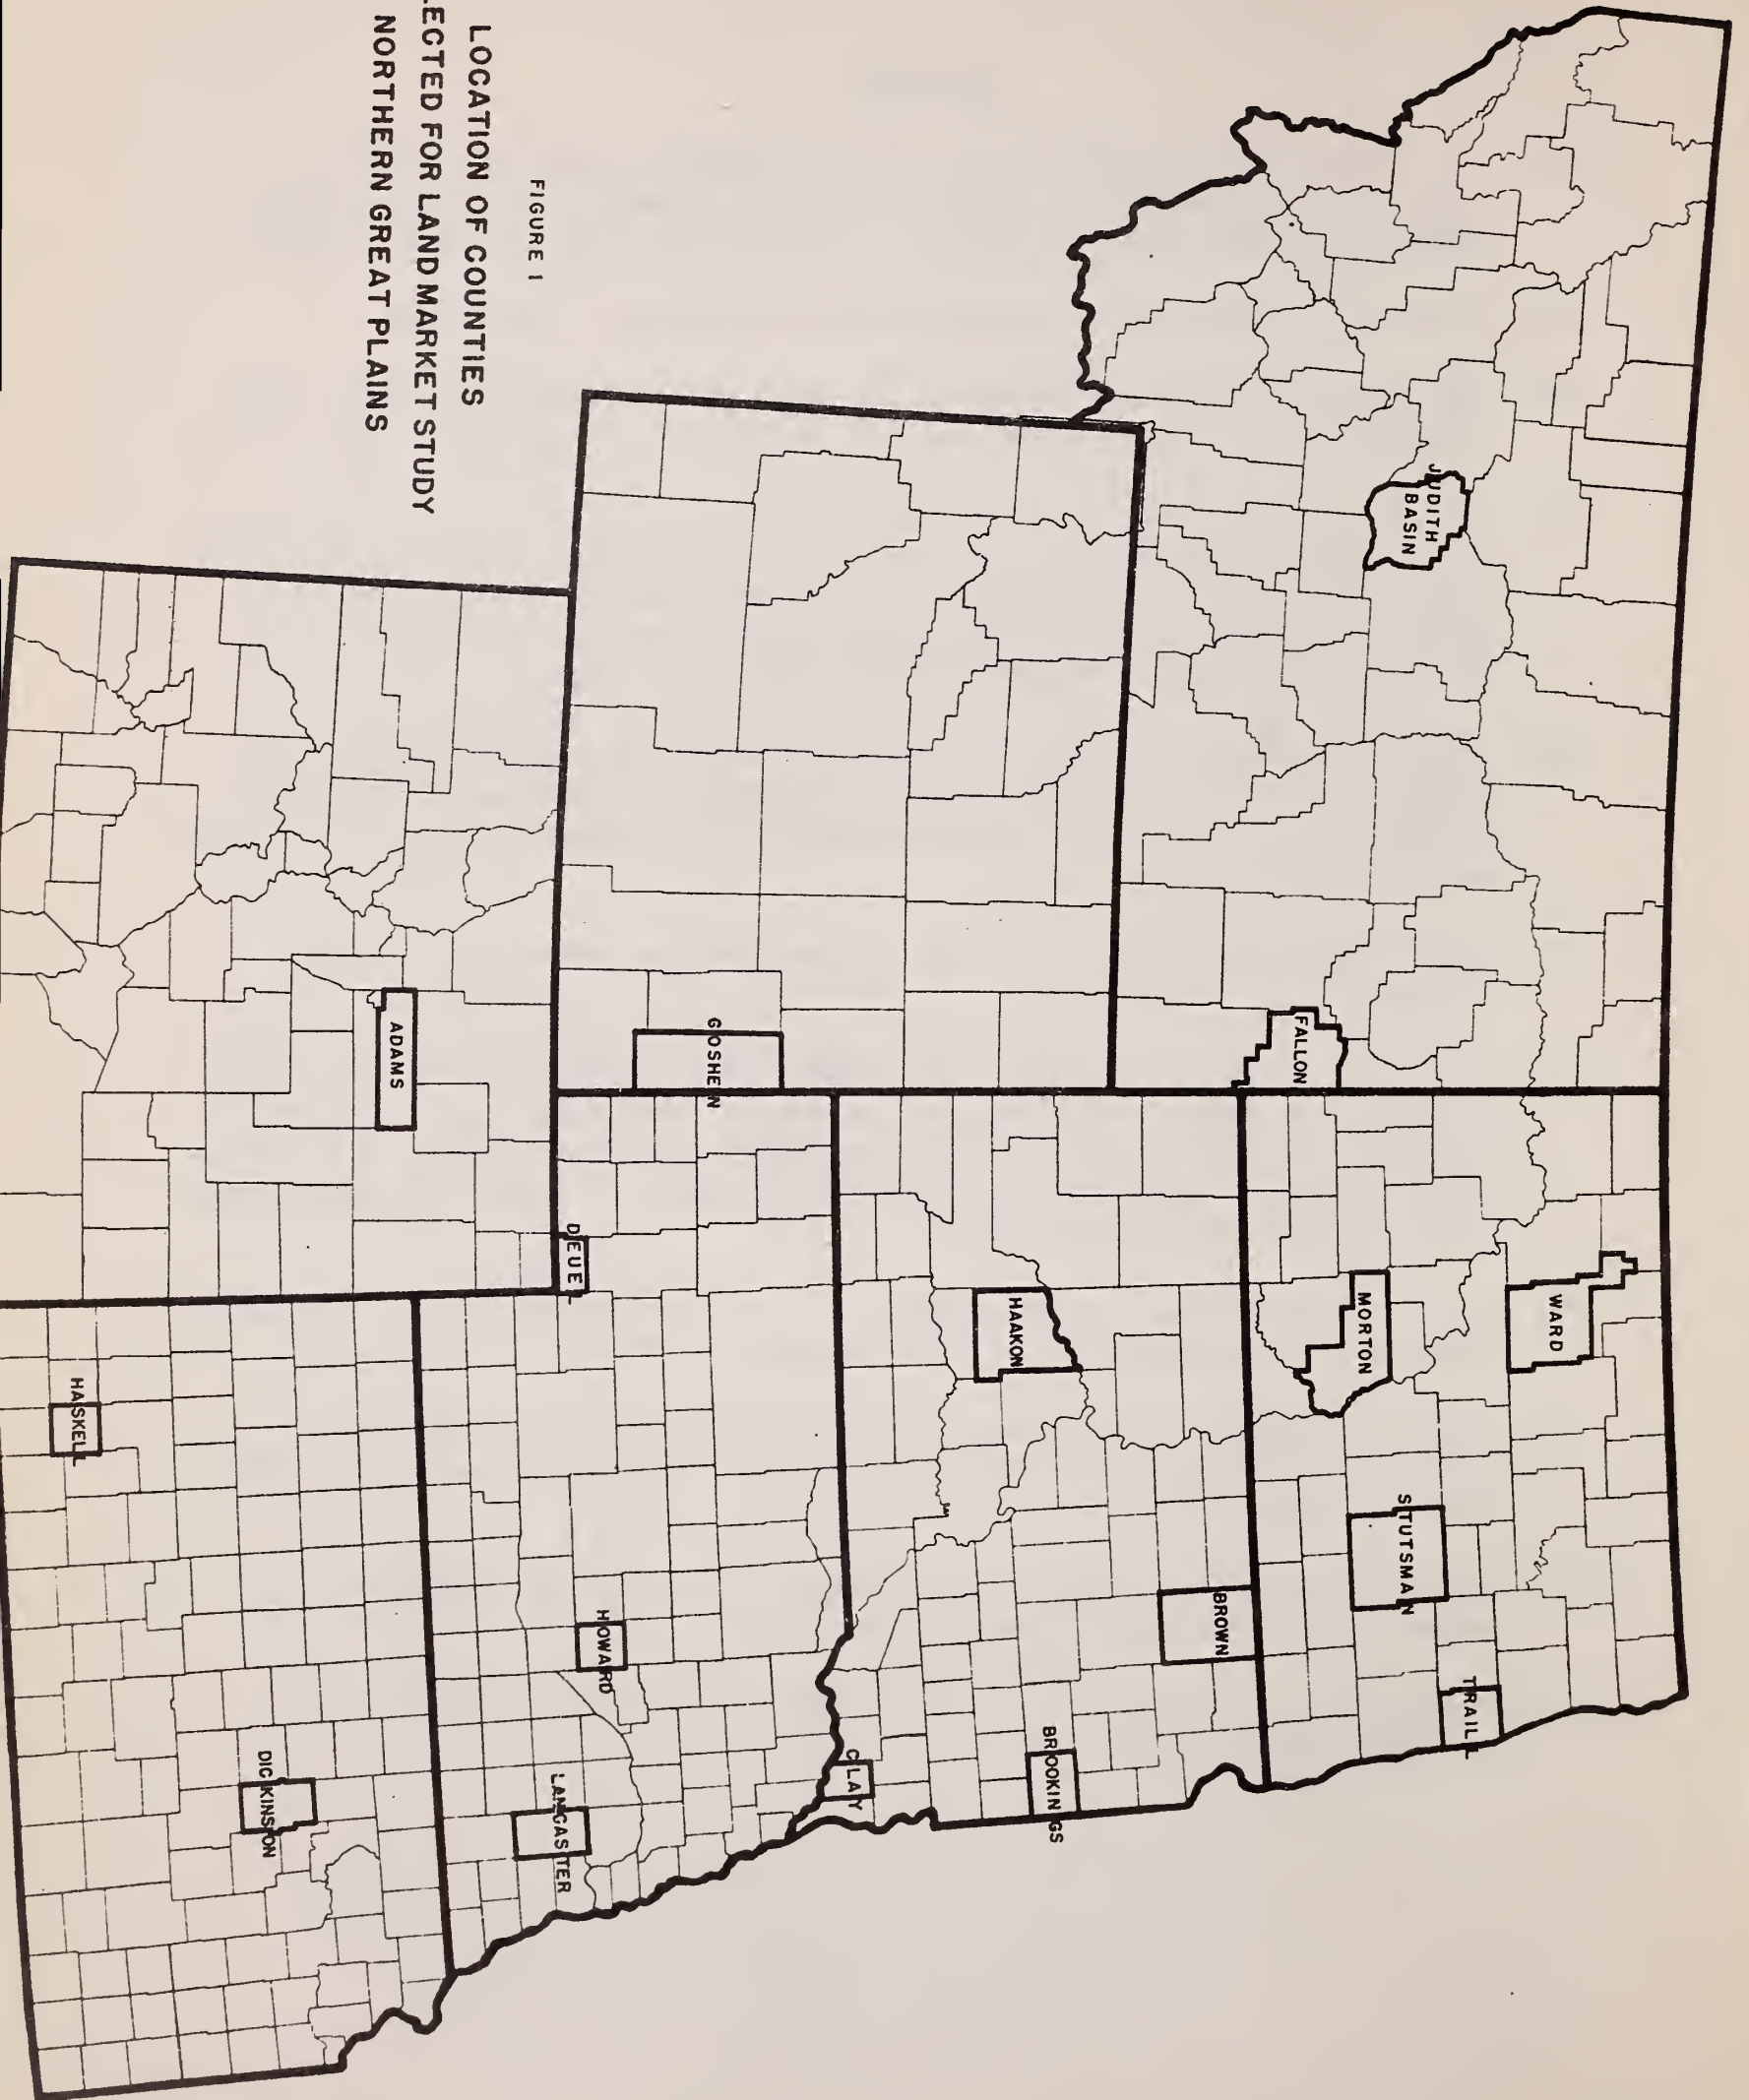 FIGURE 1
LOCATION OF COUNTIES
ECTED FOR LAND MARKET STUDY
NORTHERN GREAT PLAINS
JUDITH
BASIN
FALLON
WARD
MORTON
STUTSMAN
TRAILL
BROWN
HAAKON
BROOKINGS
CLAY
GOSHEN
DEUEL
HOWARD
LANCASTER
ADAMS
HASKELL
DICKINSON